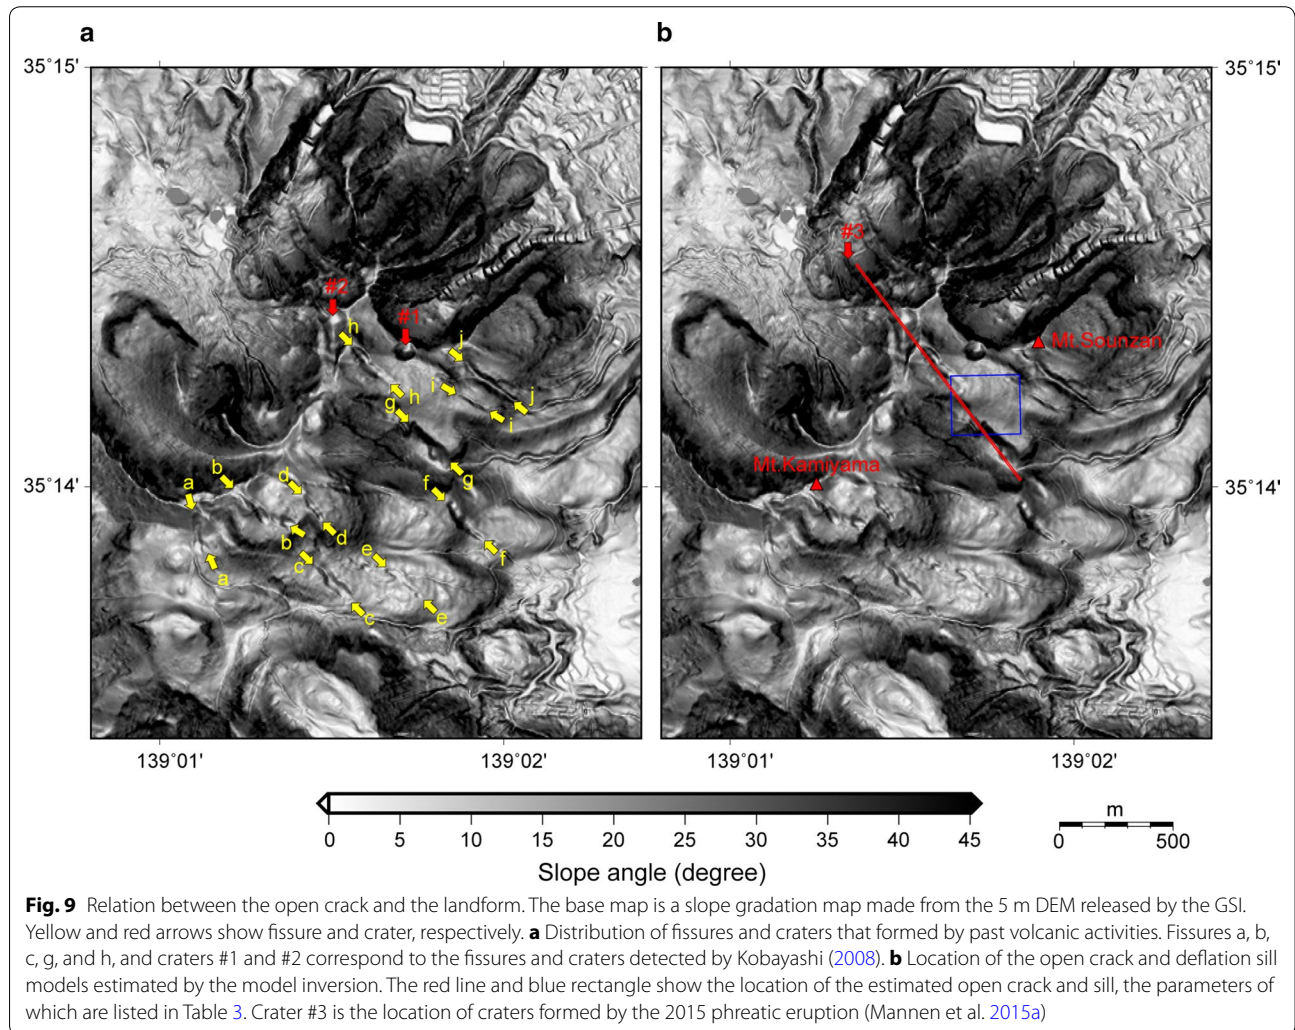 a
b
35°15'
35°15'
#3
#2
#1
h
j
Mt.Sounzan
i
h
j
g
i
Mt.Kamiyama
b
d
g
a
f
35°14'
35°14'
b
d
e
c
f
a
c
e
139°01'
139°02'
139°01'
139°02'
m
0 5 10 15 20 25 30 35 40 45
0 500
Slope angle (degree)
Fig. 9 Relation between the open crack and the landform. The base map is a slope gradation map made from the 5 m DEM released by the GSI.
Yellow and red arrows show fissure and crater, respectively. a Distribution of fissures and craters that formed by past volcanic activities. Fissures a, b,
c, g, and h, and craters #1 and #2 correspond to the fissures and craters detected by Kobayashi (2008). b Location of the open crack and deflation sill
models estimated by the model inversion. The red line and blue rectangle show the location of the estimated open crack and sill, the parameters of
which are listed in Table 3. Crater #3 is the location of craters formed by the 2015 phreatic eruption (Mannen et al. 2015a)